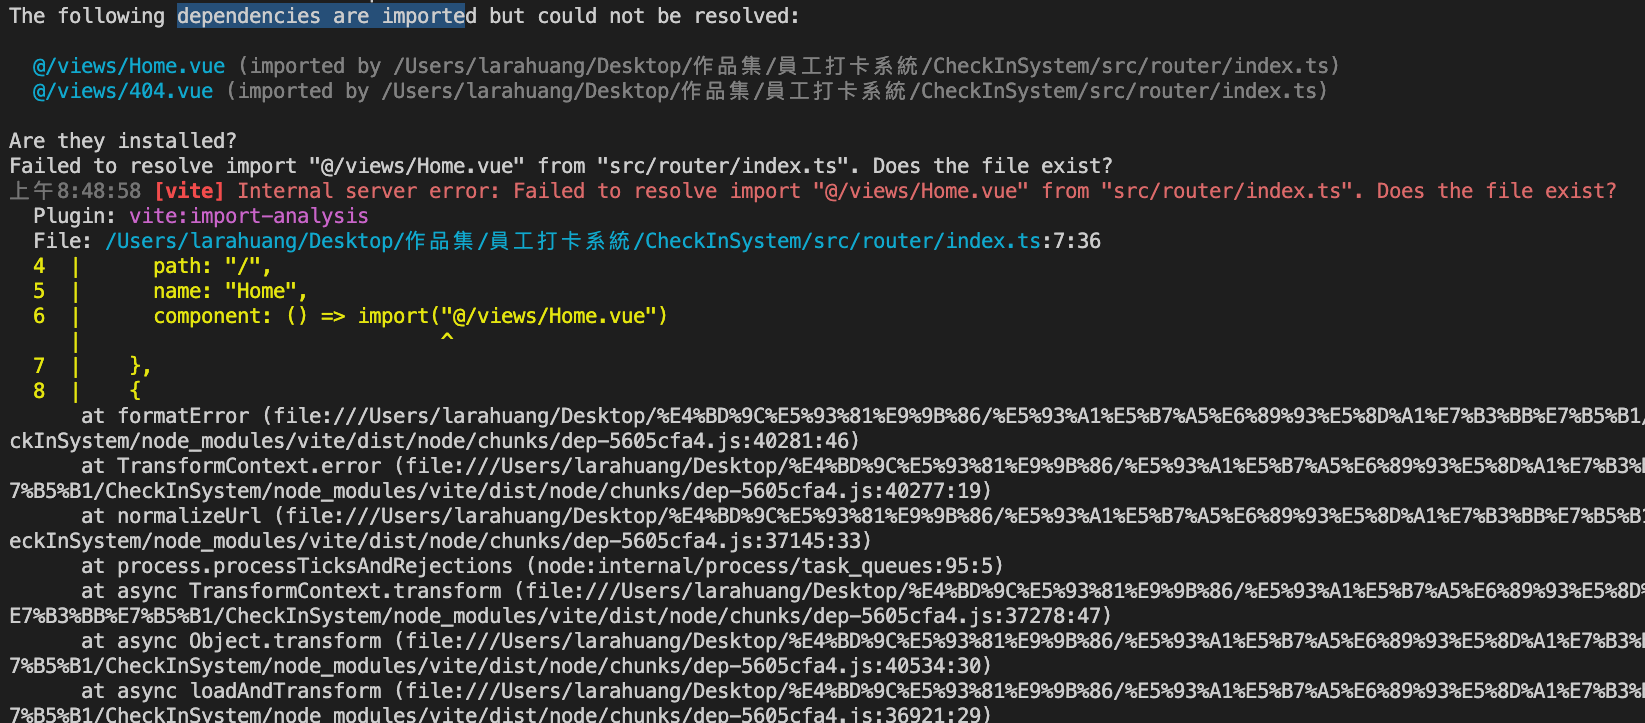 The following dependencies are imported but could not be resolved:
@/views/Home.vue (imported by /Users/larahuang/Desktop/作品集/員工打卡系統/CheckInSystem/src/router/index.ts)
@/views/404.vue (imported by /Users/larahuang/Desktop/作品集/員工打卡系統/CheckInSystem/src/router/index.ts)
Are they installed?
Failed to resolve import "@/views/Home.vue" from "src/router/index.ts". Does the file exist?
上午8:48:58 [vite] Internal server error: Failed to resolve import "@/views/Home.vue" from "src/router/index.ts". Does the file exist?
Plugin: vite:import-analysis
File: /Users/larahuang/Desktop/作品集/員工打卡系統/CheckInSystem/src/router/index.ts:7:36
4 | path: "/",
5 | name: "Home",
6 | component: () => import("@/views/Home.vue")
| ^
7 | },
8 | {
at formatError (file:///Users/larahuang/Desktop/%E4%BD%9C%E5%93%81%E9%9B%86/%E5%93%A1%E5%B7%A5%E6%89%93%E5%8D%A1%E7%B3%BB%E7%B5%B1/
ckInSystem/node_modules/vite/dist/node/chunks/dep-5605cfa4.js:40281:46)
at TransformContext.error (file:///Users/larahuang/Desktop/%E4%BD%9C%E5%93%81%E9%9B%86/%E5%93%A1%E5%B7%A5%E6%89%93%E5%8D%A1%E7%B3%B
7%B5%B1/CheckInSystem/node_modules/vite/dist/node/chunks/dep-5605cfa4.js:40277:19)
at normalizeUrl (file:///Users/larahuang/Desktop/%E4%BD%9C%E5%93%81%E9%9B%86/%E5%93%A1%E5%B7%A5%E6%89%93%E5%8D%A1%E7%B3%BB%E7%B5%B1
eckInSystem/node_modules/vite/dist/node/chunks/dep-5605cfa4.js:37145:33)
at process.processTicksAndRejections (node:internal/process/task_queues:95:5)
at async TransformContext.transform (file:///Users/larahuang/Desktop/%E4%BD%9C%E5%93%81%E9%9B%86/%E5%93%A1%E5%B7%A5%E6%89%93%E5%8D%
E7%B3%BB%E7%B5%B1/CheckInSystem/node_modules/vite/dist/node/chunks/dep-5605cfa4.js:37278:47)
at async Object.transform (file:///Users/larahuang/Desktop/%E4%BD%9C%E5%93%81%E9%9B%86/%E5%93%A1%E5%B7%A5%E6%89%93%E5%8D%A1%E7%B3%B
7%B5%B1/CheckInSystem/node_modules/vite/dist/node/chunks/dep-5605cfa4.js:40534:30)
at async loadAndTransform (file:///Users/larahuang/Desktop/%E4%BD%9C%E5%93%81%E9%9B%86/%E5%93%A1%E5%B7%A5%E6%89%93%E5%8D%A1%E7%B3%B
7%B5%B1/CheckInSystem/node_modules/vite/dist/node/chunks/dep-5605cfa4.js:36921:29)